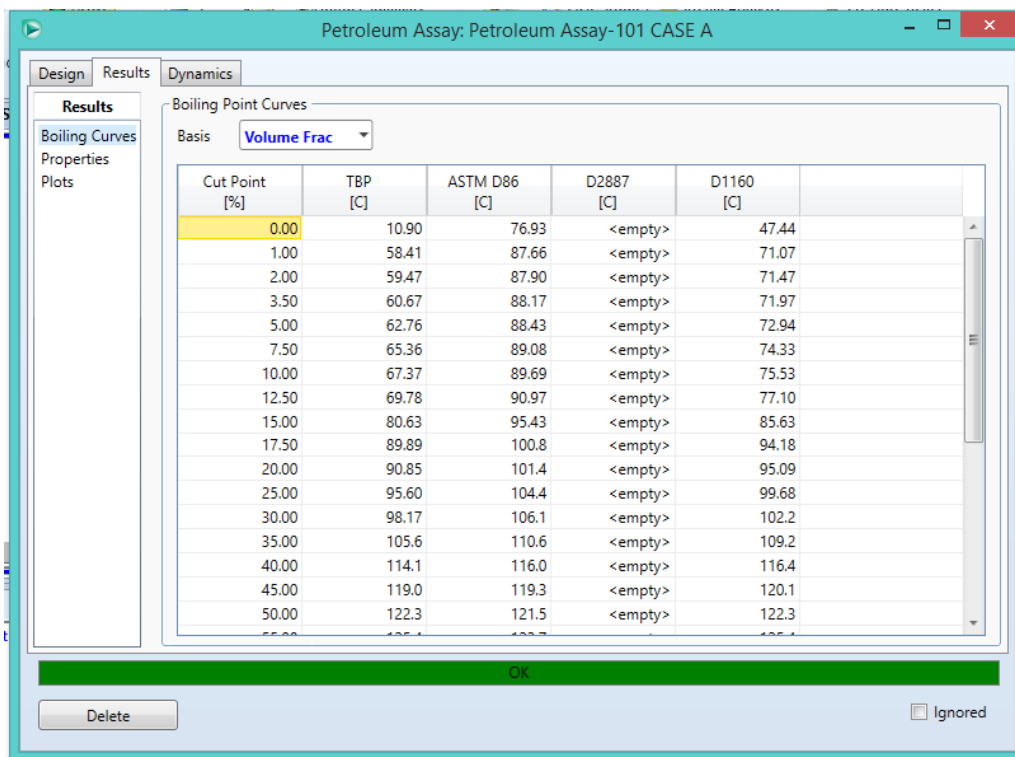 Petroleum Assay: Petroleum Assay-101 CASE A
Design Results Dynamics
Results
Boiling Curves
Properties
Plots
Boiling Point Curves
Basis Volume Frac
Cut Point TBP ASTM D86 D2887 D1160
[%] [C] [C] [C] [C]
0.00 10.90 76.93 <empty> 47.44
1.00 58.41 87.66 <empty> 71.07
2.00 59.47 87.90 <empty> 71.47
3.50 60.67 88.17 <empty> 71.97
5.00 62.76 88.43 <empty> 72.94
7.50 65.36 89.08 <empty> 74.33
10.00 67.37 89.69 <empty> 75.53
12.50 69.78 90.97 <empty> 77.10
15.00 80.63 95.43 <empty> 85.63
17.50 89.89 100.8 <empty> 94.18
20.00 90.85 101.4 <empty> 95.09
25.00 95.60 104.4 <empty> 99.68
30.00 98.17 106.1 <empty> 102.2
35.00 105.6 110.6 <empty> 109.2
40.00 114.1 116.0 <empty> 116.4
45.00 119.0 119.3 <empty> 120.1
50.00 122.3 121.5 <empty> 122.3
OK
Delete
Ignored